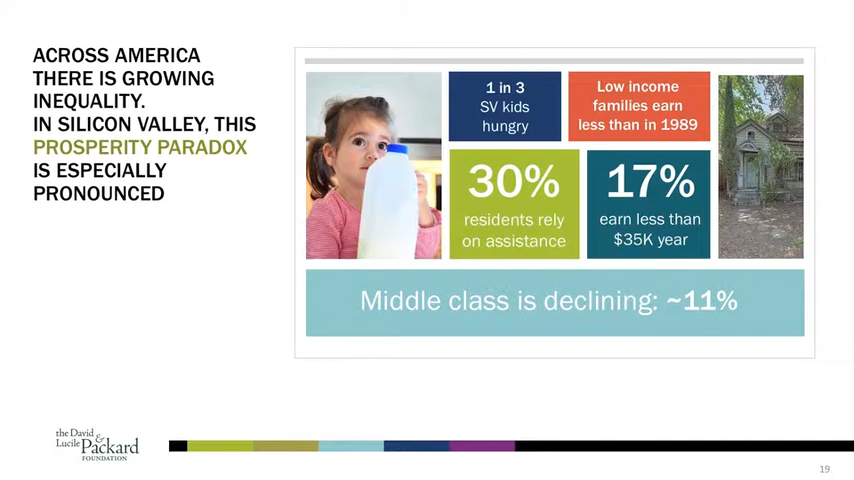 ACROSS AMERICA
THERE IS GROWING
INEQUALITY.
IN SILICON VALLEY, THIS
PROSPERITY PARADOX
IS ESPECIALLY
PRONOUNCED
1 in 3
SV kids
hungry
Low income
families earn
less than in 1989
30%
residents rely
on assistance
17%
earn less than
$35K year
Middle class is declining: ~11%
the David
& Lucile Packard
FOUNDATION
19